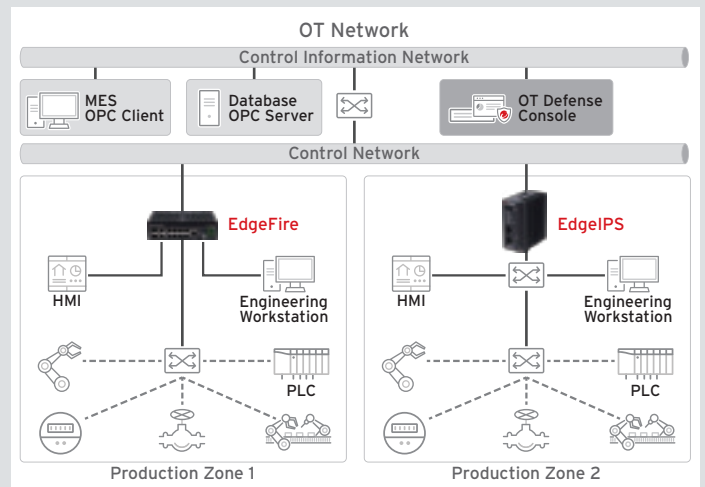 OT Network
Control Information Network
MES
OPC Client
Database
OPC Server
OT Defense
Console
Control Network
EdgeFire
EdgeIPS
HMI
Engineering
Workstation
HMI
Engineering
Workstation
PLC
PLC
Production Zone 1
Production Zone 2